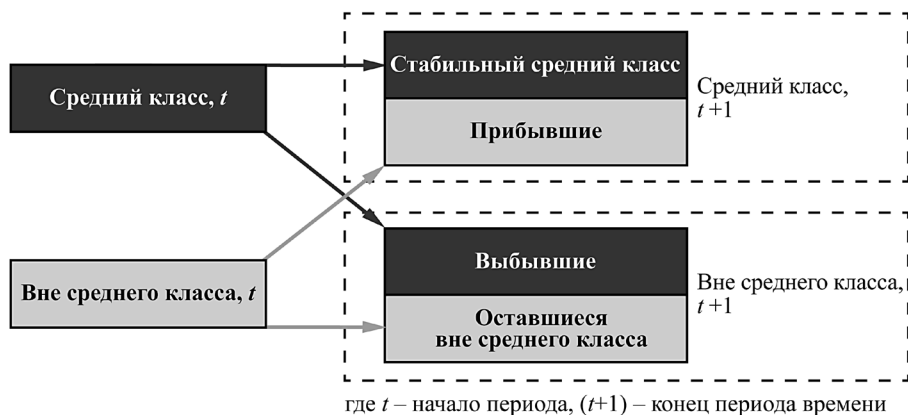 Средний класс, t
Вне среднего класса, t
Стабильный средний класс
Прибывшие
Средний класс,
t+1
Выбывшие
Оставшиеся
вне среднего класса
Вне среднего класса,
t+1
где t – начало периода, (t+1) – конец периода времени